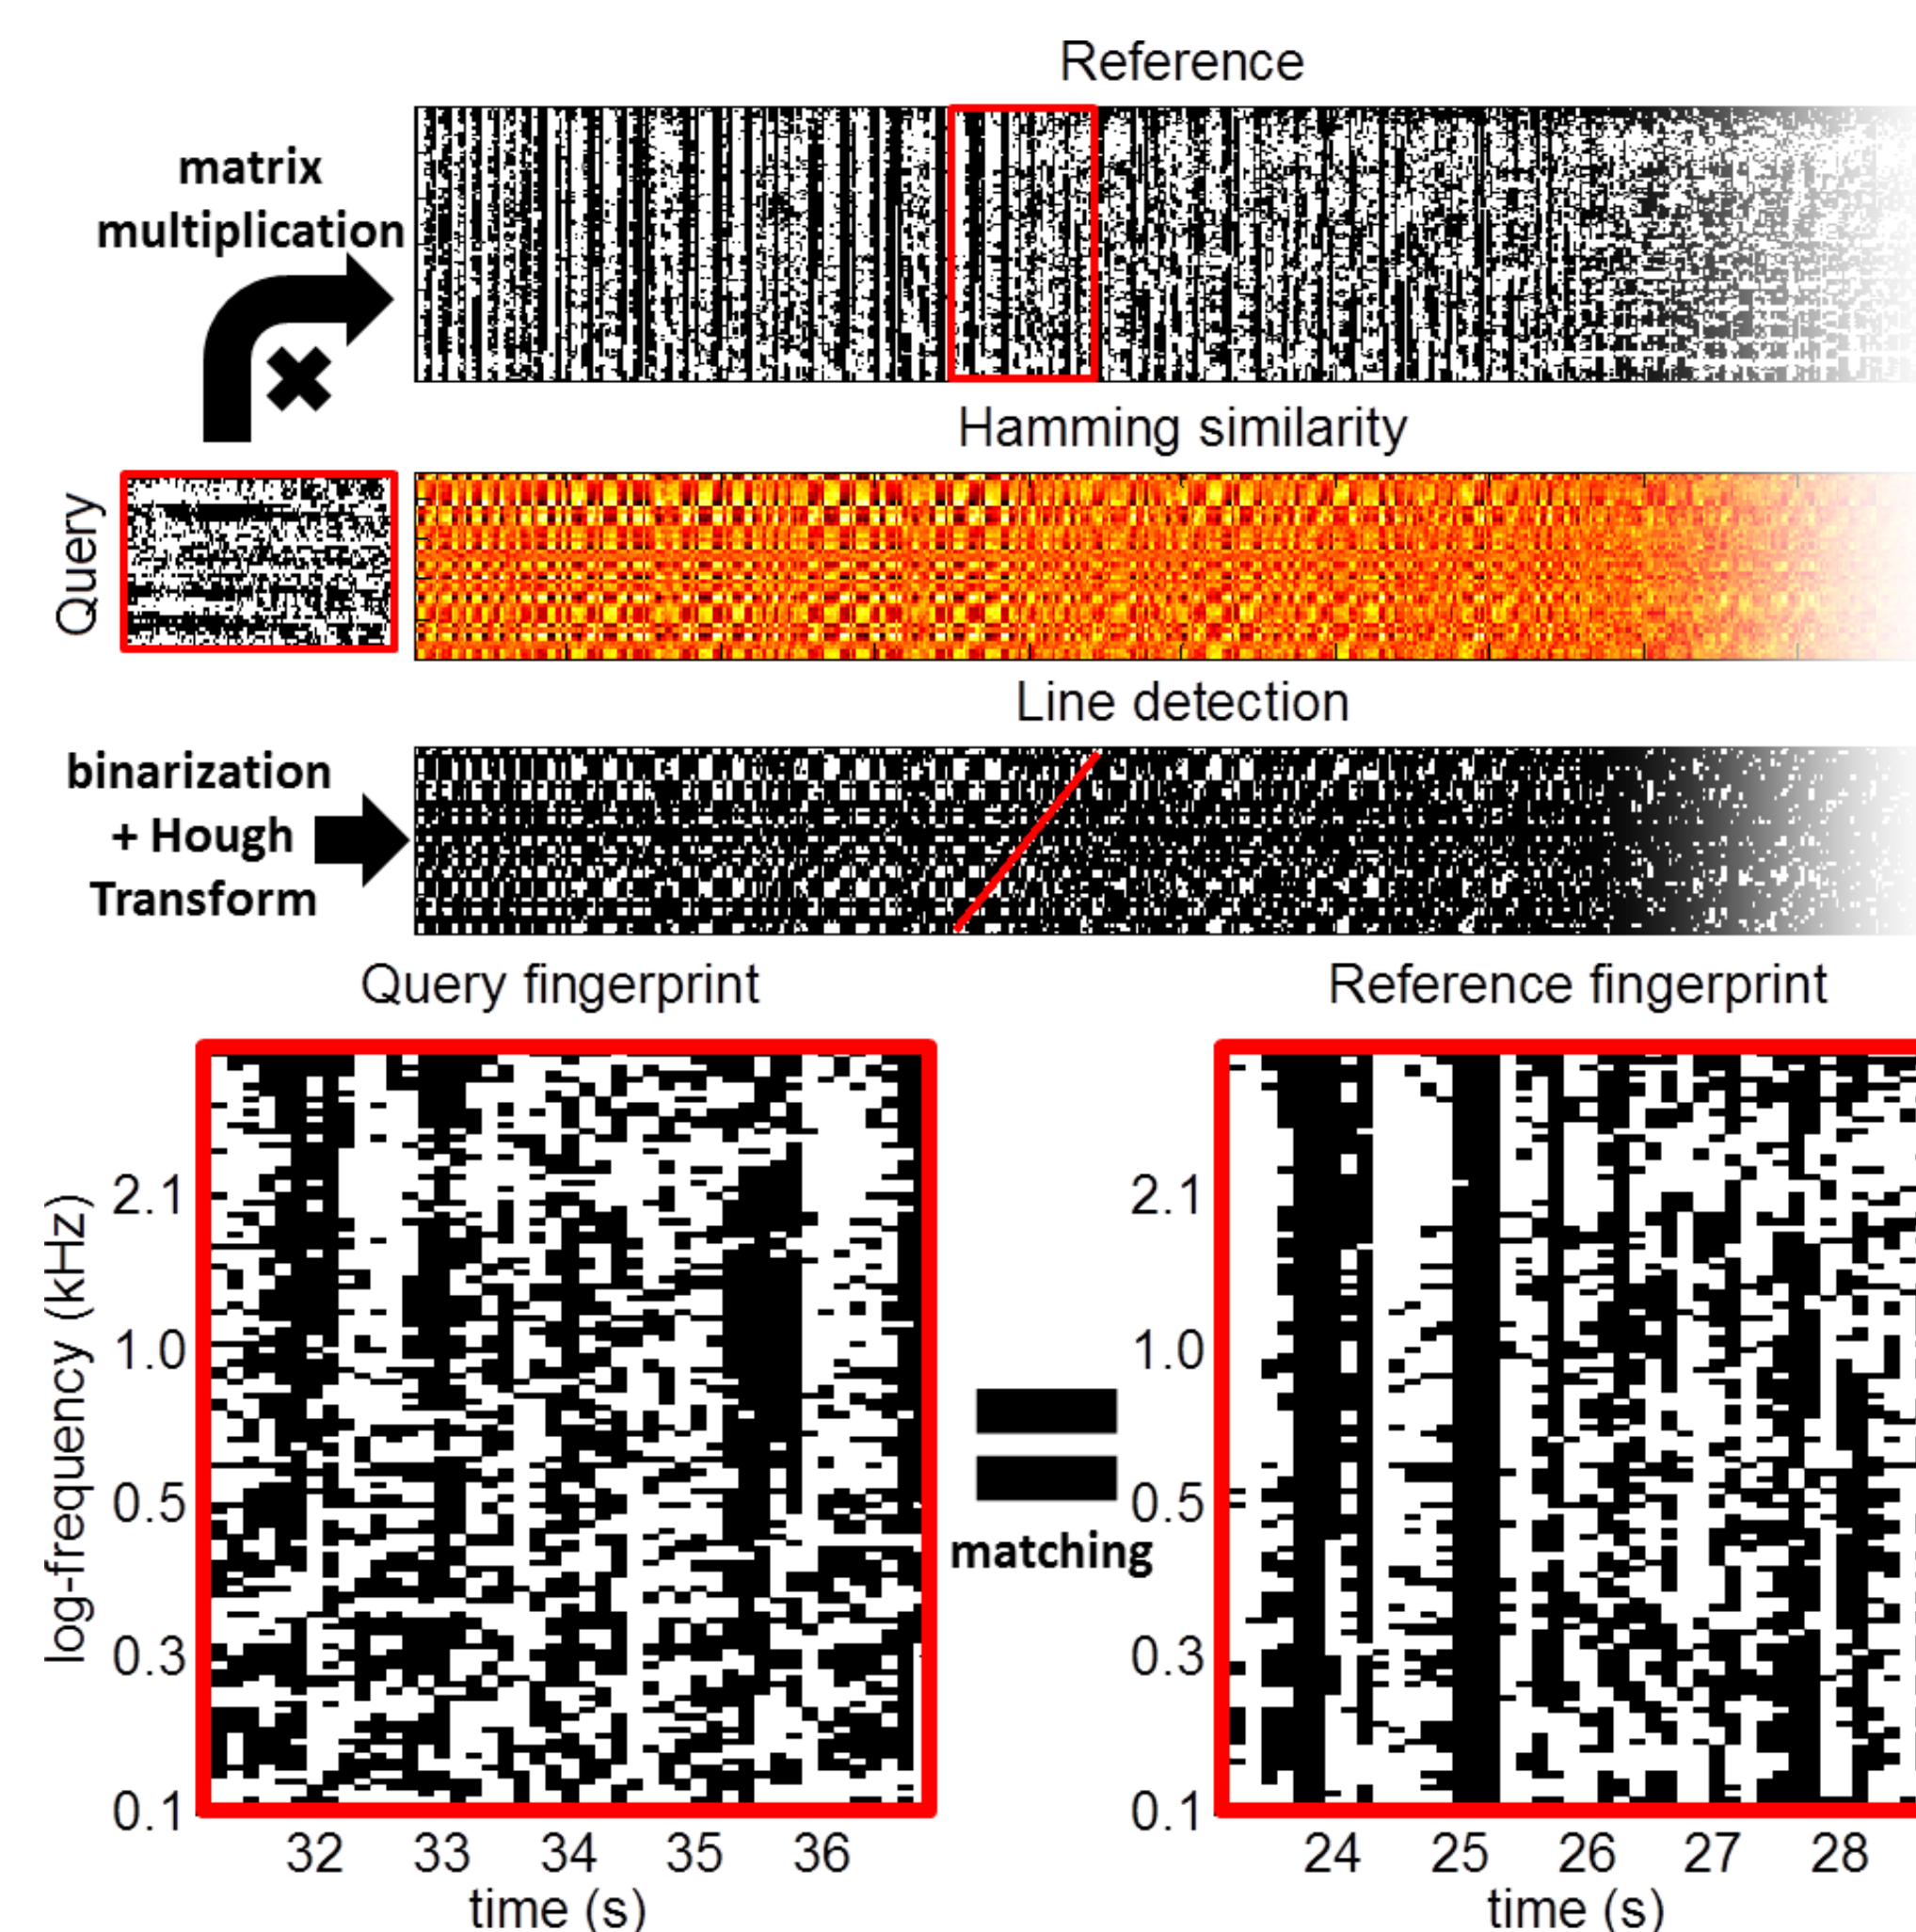 Reference
matrix
multiplication
Hamming similarity
Query
Line detection
binarization
+ Hough
Transform
Query fingerprint
Reference fingerprint
log-frequency (kHz)
2.1
1.0
0.5
0.3
0.1
32 33 34 35 36
time (s)
matching
2.1
1.0
0.5
0.3
0.1
24 25 26 27 28
time (s)